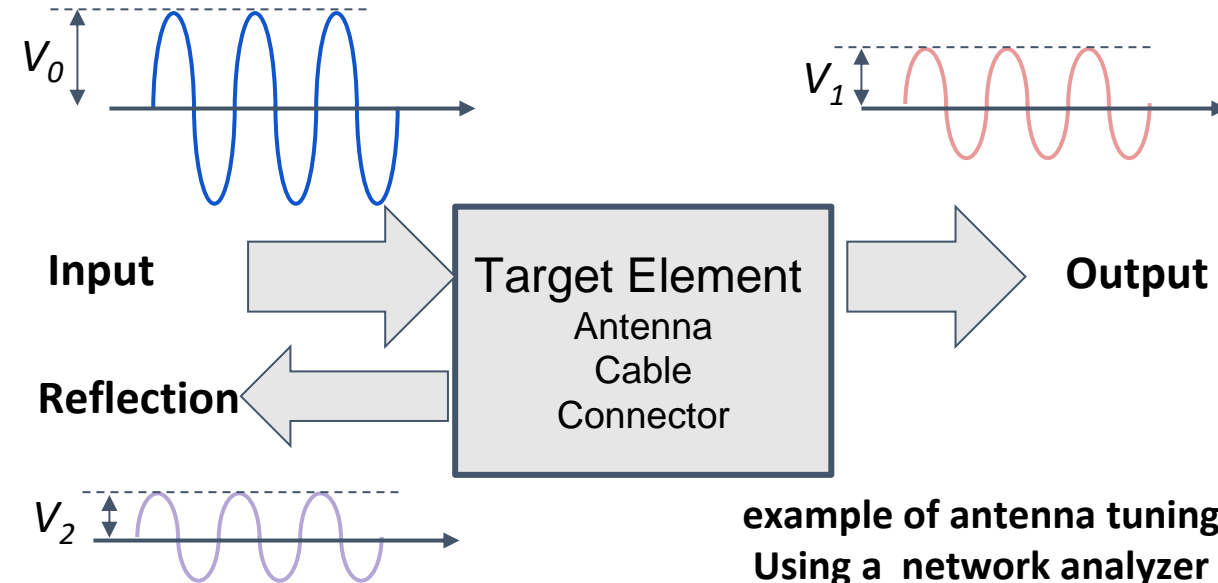 V0
V1
Input
Target Element
Antenna
Cable
Connector
Output
Reflection
V2
example of antenna tuning
Using a network analyzer